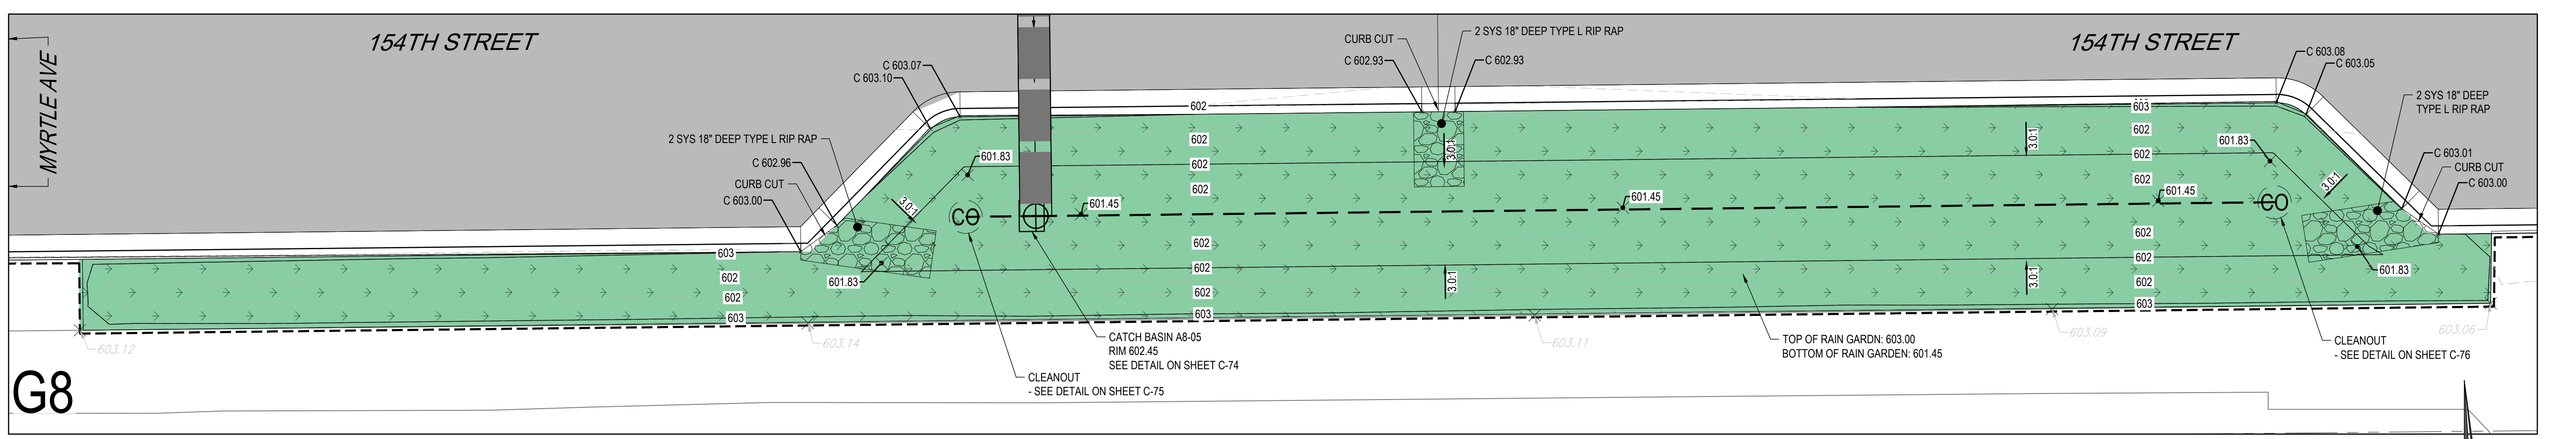 154TH STREET
154TH STREET
MYRTLE AVE
C 603.07
C 603.10
CURB CUT
C 602.93
2 SYS 18" DEEP TYPE L RIP RAP
C 602.93
C 603.08
C 603.05
2 SYS 18" DEEP
TYPE L RIP RAP
2 SYS 18" DEEP TYPE L RIP RAP
C 602.96
CURB CUT
C 603.00
C 603.01
CURB CUT
C 603.00
602
603
602
602
602
602
602
602
601.83
601.83
3.0:1
3.0:1
3.0:1
3.0:1
601.45
601.45
601.45
CO
CO
603
602
602
602
602
602
602
602
602
603
603
603
601.83
601.83
3.0:1
3.0:1
603.12
603.14
603.11
603.09
603.06
CATCH BASIN A8-05
RIM 602.45
SEE DETAIL ON SHEET C-74
CLEANOUT
- SEE DETAIL ON SHEET C-75
TOP OF RAIN GARDN: 603.00
BOTTOM OF RAIN GARDEN: 601.45
CLEANOUT
- SEE DETAIL ON SHEET C-76
G8